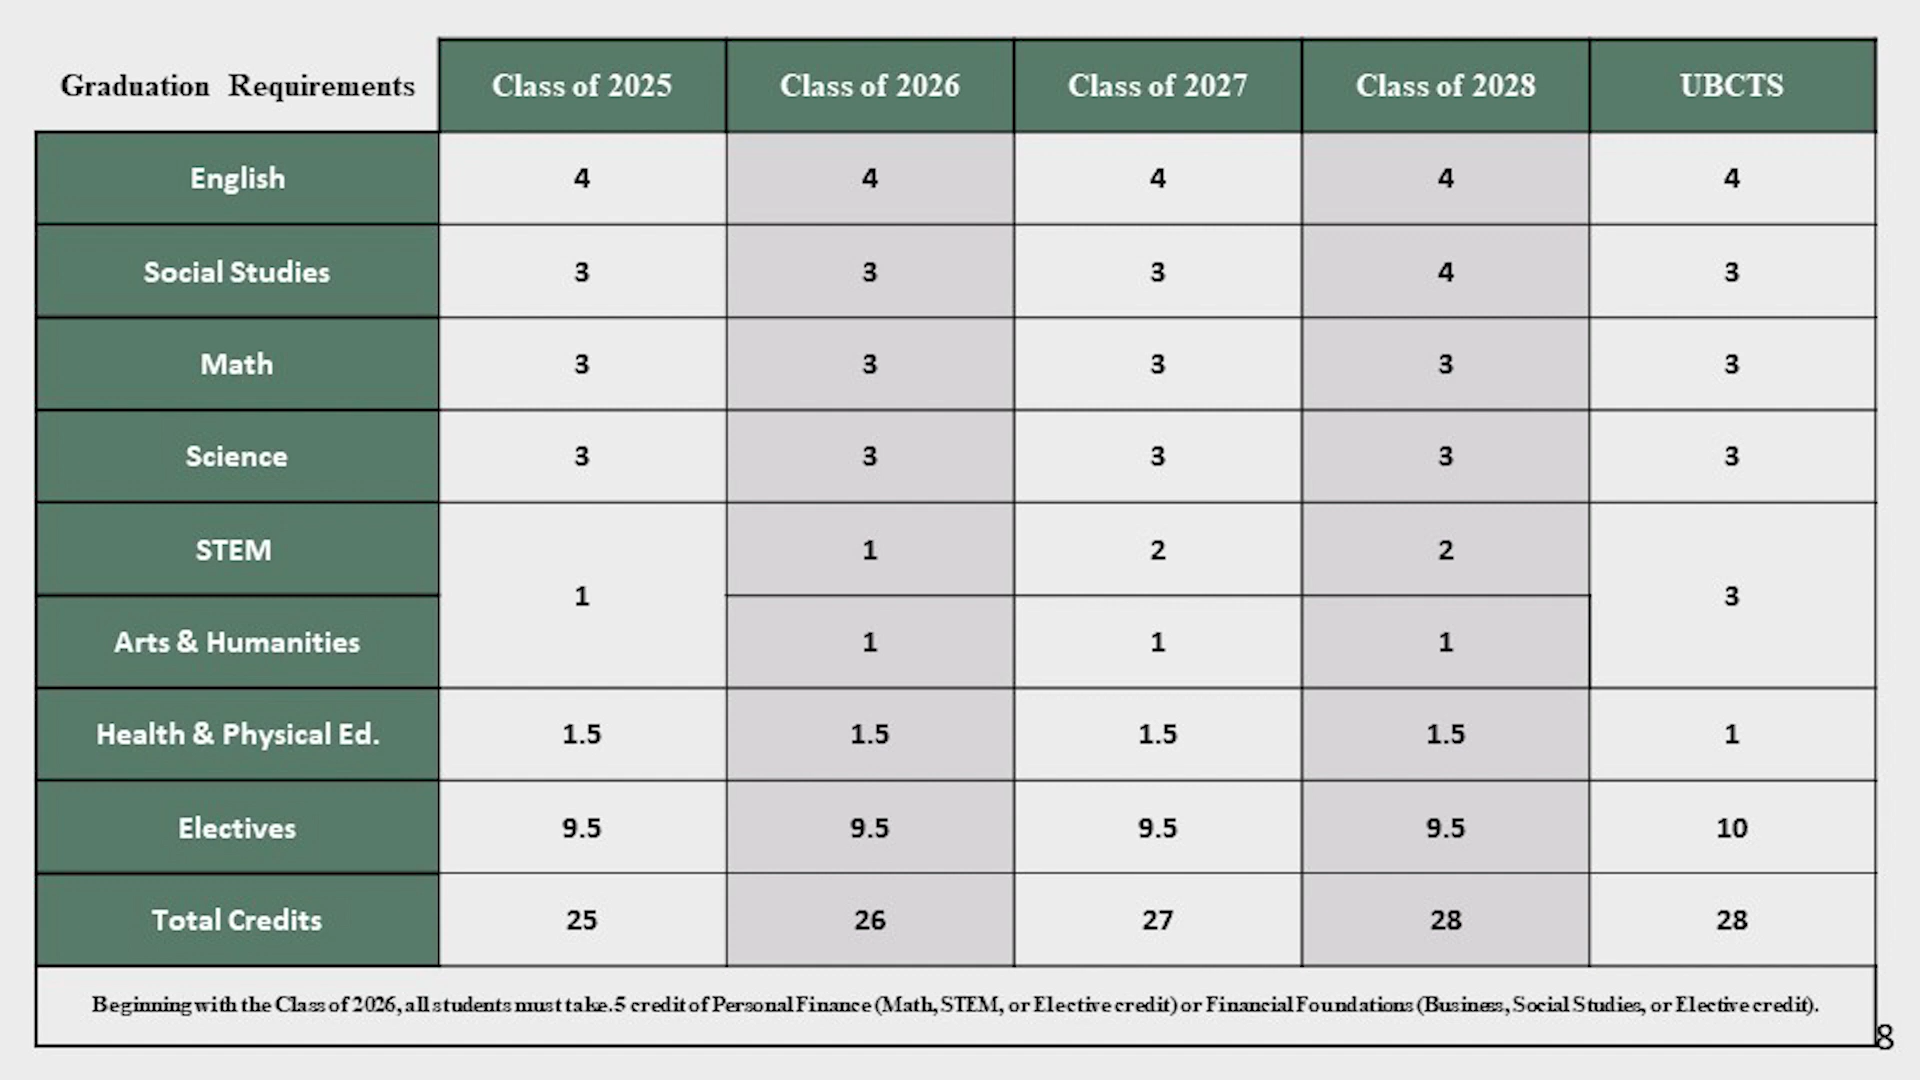 Graduation Requirements Class of 2025 Class of 2026 Class of 2027 Class of 2028 UBCTS
English 4 4 4 4 4
Social Studies 3 3 3 4 3
Math 3 3 3 3 3
Science 3 3 3 3 3
STEM 1 1 2 2 3
Arts & Humanities 1 1 1
Health & Physical Ed. 1.5 1.5 1.5 1.5 1
Electives 9.5 9.5 9.5 9.5 10
Total Credits 25 26 27 28 28
Beginning with the Class of 2026, all students must take .5 credit of Personal Finance (Math, STEM, or Elective credit) or Financial Foundations (Business, Social Studies, or Elective credit).
8